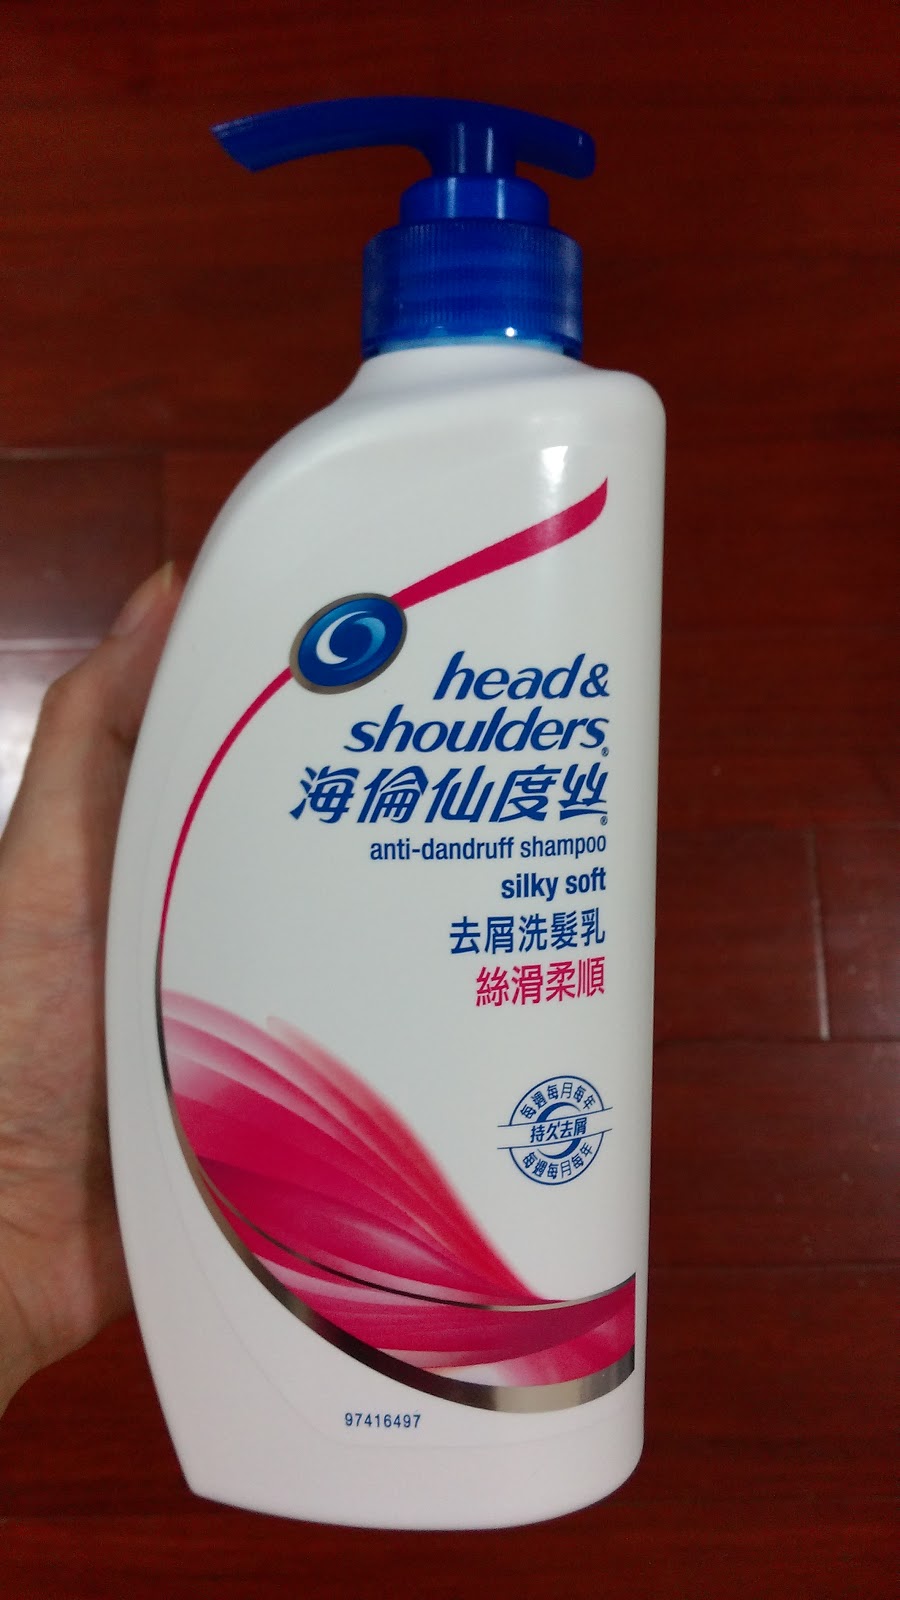 head &
shoulders®
海倫仙度絲®
anti-dandruff shampoo
silky soft
去屑洗髮乳
絲滑柔順
每週每月每年
持久去屑
每週每月每年
97416497